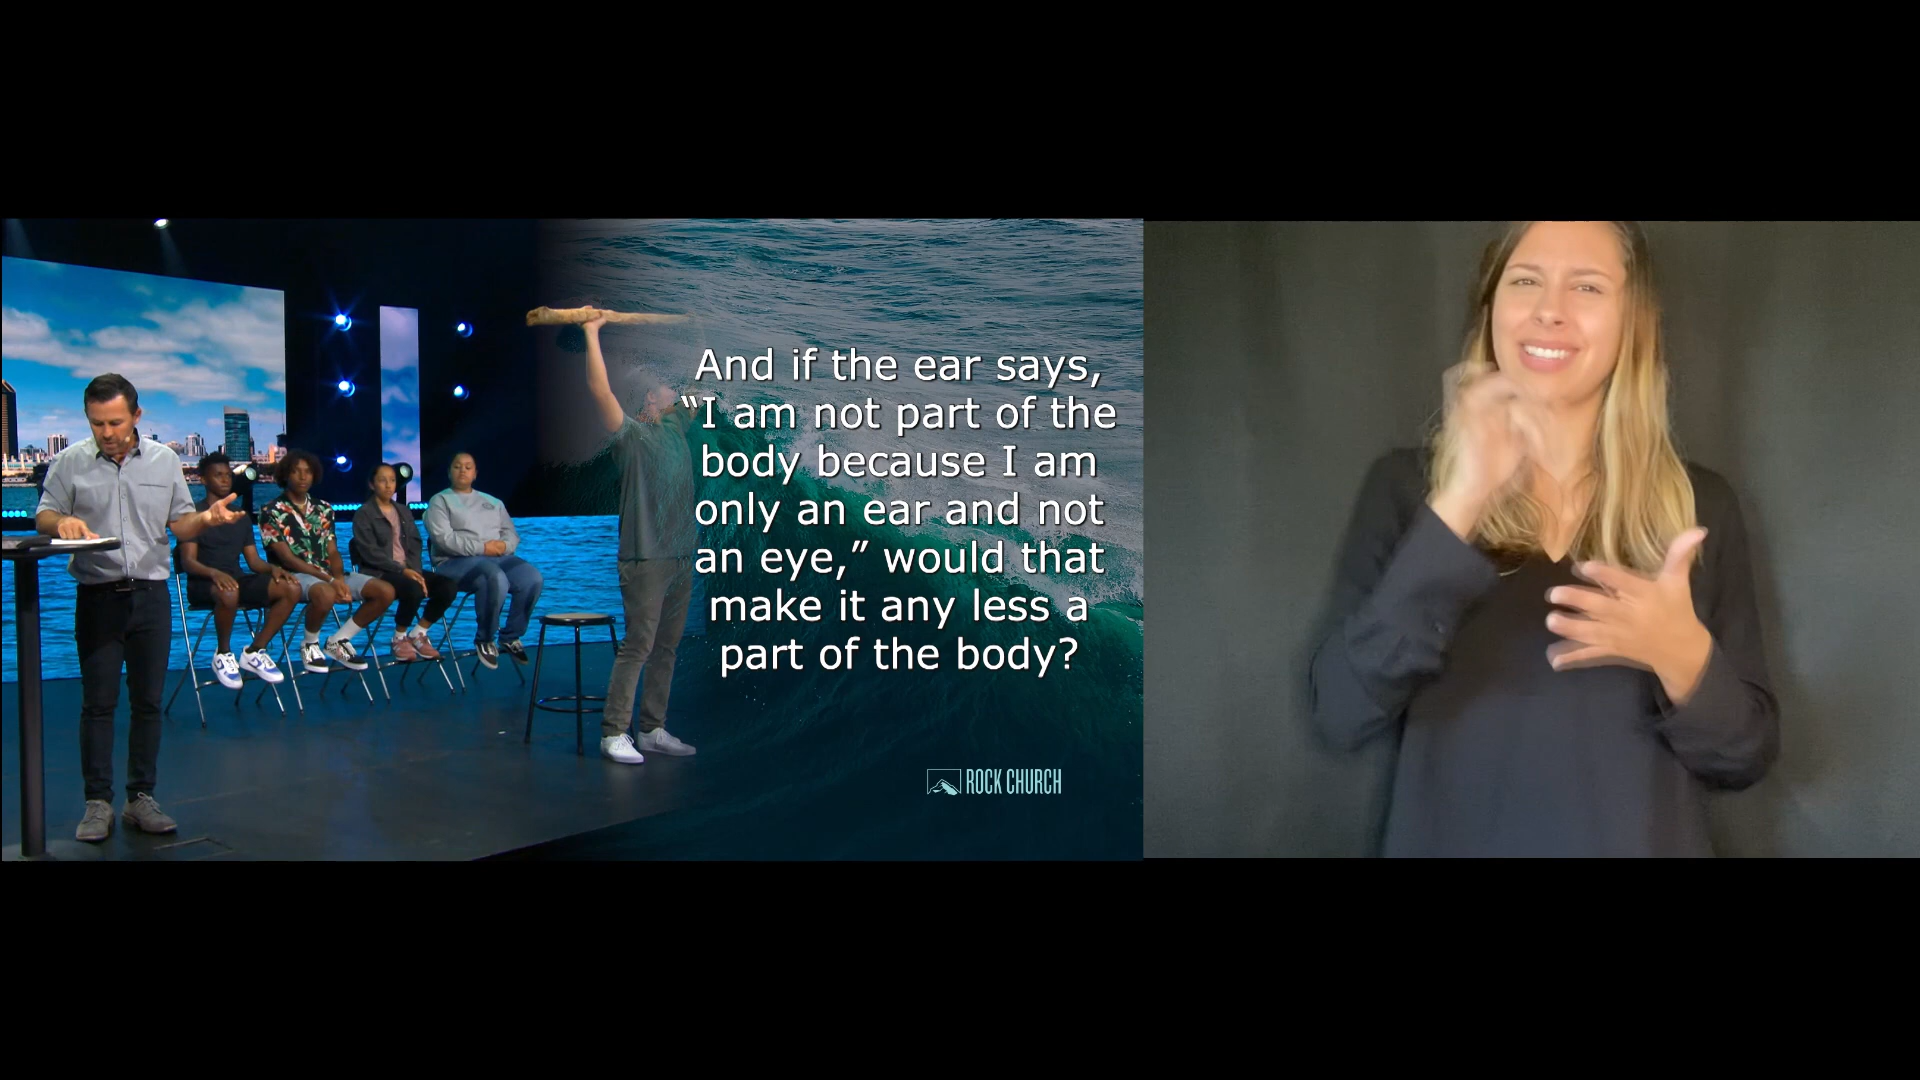 And if the ear says,
“I am not part of the
body because I am
only an ear and not
an eye,” would that
make it any less a
part of the body?
ROCK CHURCH